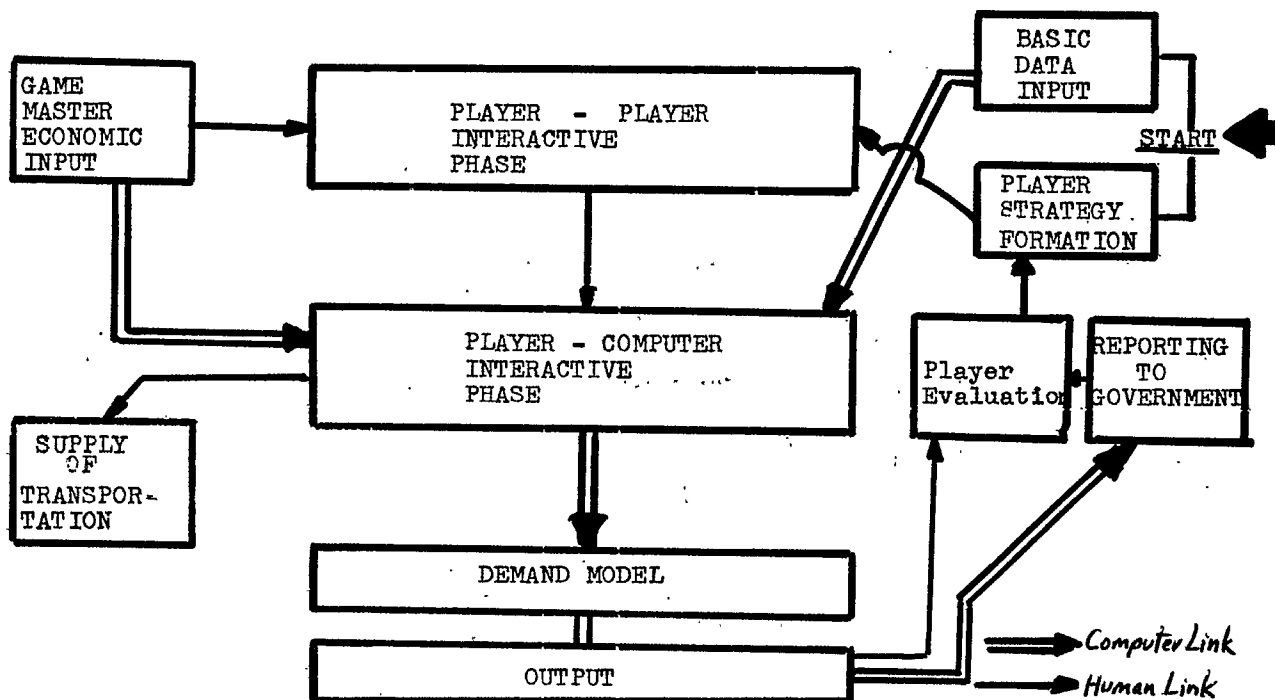 GAME
MASTER
ECONOMIC
INPUT
PLAYER - PLAYER
INTERACTIVE
PHASE
BASIC
DATA
INPUT
START
PLAYER
STRATEGY
FORMATION
PLAYER - COMPUTER
INTERACTIVE
PHASE
Player
Evaluation
REPORTING
TO
GOVERNMENT
SUPPLY
OF
TRANSPOR-
TATION
DEMAND MODEL
OUTPUT
Computer Link
Human Link